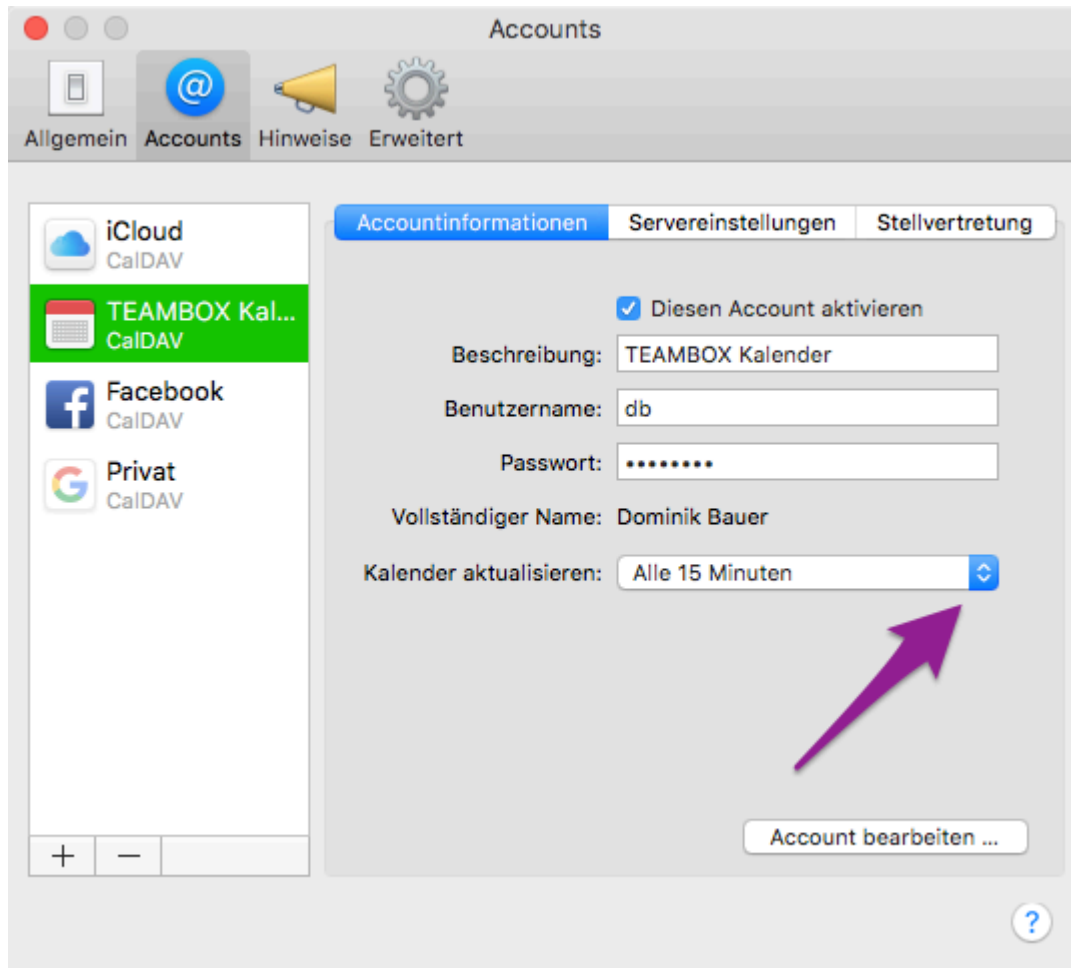 Accounts
Allgemein Accounts Hinweise Erweitert
iCloud
CalDAV
TEAMBOX Kal...
CalDAV
Facebook
CalDAV
Privat
CalDAV
Accountinformationen Servereinstellungen Stellvertretung
Diesen Account aktivieren
Beschreibung: TEAMBOX Kalender
Benutzername: db
Passwort: ••••••••
Vollständiger Name: Dominik Bauer
Kalender aktualisieren: Alle 15 Minuten
Account bearbeiten ...
+ −
?